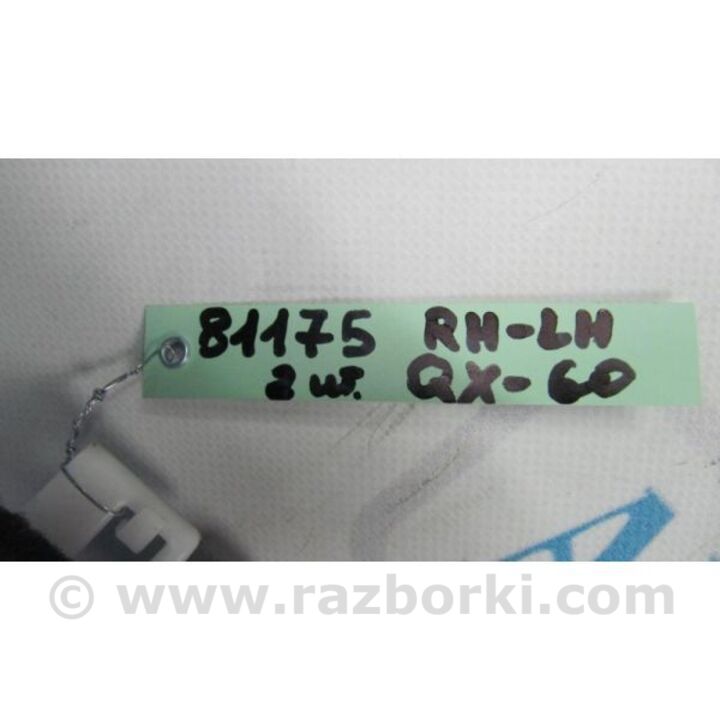 81175 RH-LH
2 шт. QX-60
© www.razborki.com